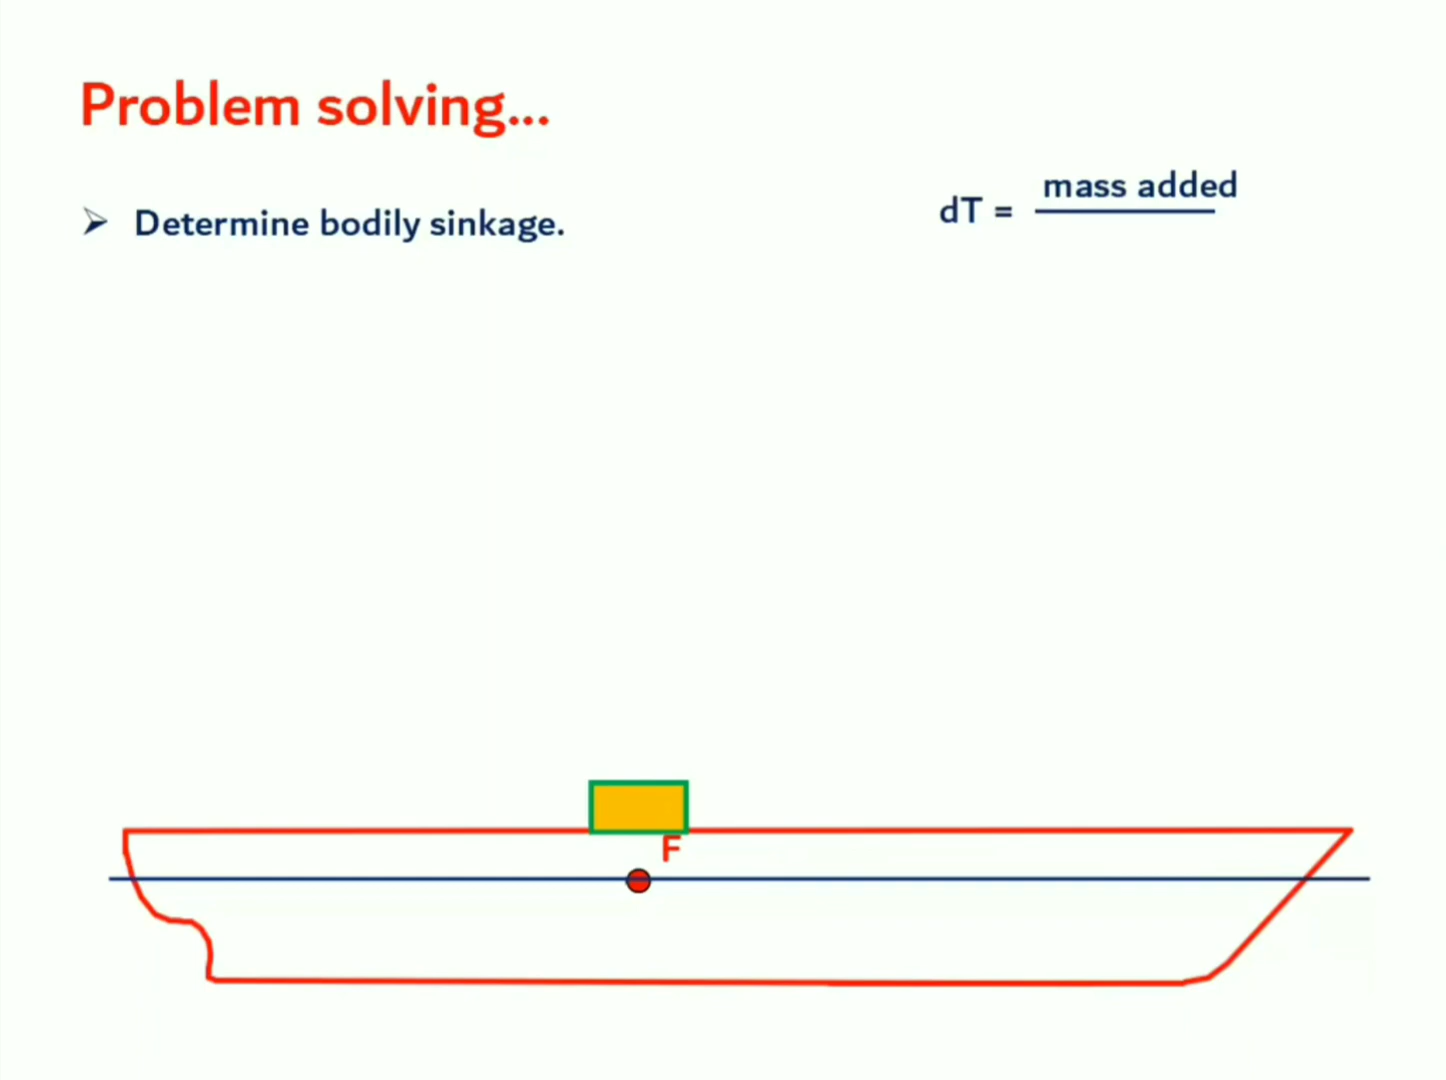 Problem solving...
➢ Determine bodily sinkage.
dT = mass added
F